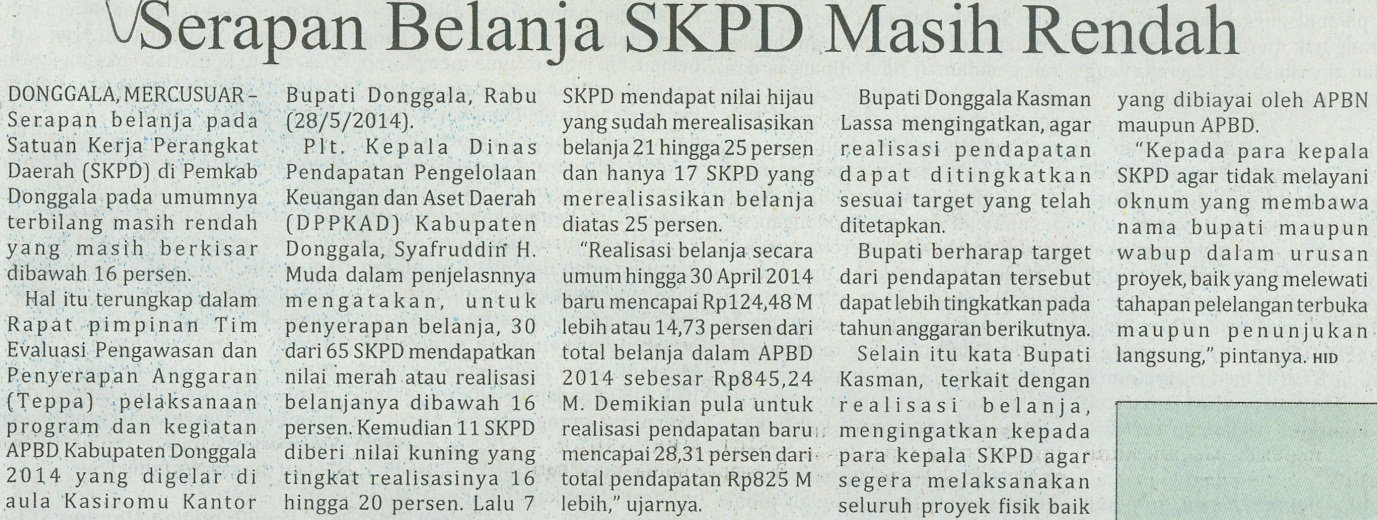 Serapan Belanja SKPD Masih Rendah
DONGGALA, MERCUSUAR –
Serapan belanja pada
Satuan Kerja Perangkat
Daerah (SKPD) di Pemkab
Donggala pada umumnya
terbilang masih rendah
yang masih berkisar
dibawah 16 persen.
Hal itu terungkap dalam
Rapat pimpinan Tim
Evaluasi Pengawasan dan
Penyerapan Anggaran
(Teppa) pelaksanaan
program dan kegiatan
APBD Kabupaten Donggala
2014 yang digelar di
aula Kasiromu Kantor
Bupati Donggala, Rabu
(28/5/2014).
Plt. Kepala Dinas
Pendapatan Pengelolaan
Keuangan dan Aset Daerah
(DPPKAD) Kabupaten
Donggala, Syafruddin H.
Muda dalam penjelasnnya
mengatakan, untuk
penyerapan belanja, 30
dari 65 SKPD mendapatkan
nilai merah atau realisasi
belanjanya dibawah 16
persen. Kemudian 11 SKPD
diberi nilai kuning yang
tingkat realisasinya 16
hingga 20 persen. Lalu 7
SKPD mendapat nilai hijau
yang sudah merealisasikan
belanja 21 hingga 25 persen
dan hanya 17 SKPD yang
merealisasikan belanja
diatas 25 persen.
“Realisasi belanja secara
umum hingga 30 April 2014
baru mencapai Rp124,48 M
lebih atau 14,73 persen dari
total belanja dalam APBD
2014 sebesar Rp845,24
M. Demikian pula untuk
realisasi pendapatan baru
mencapai 28,31 persen dari
total pendapatan Rp825 M
lebih,” ujarnya.
Bupati Donggala Kasman
Lassa mengingatkan, agar
realisasi pendapatan
dapat ditingkatkan
sesuai target yang telah
ditetapkan.
Bupati berharap target
dari pendapatan tersebut
dapat lebih tingkatkan pada
tahun anggaran berikutnya.
Selain itu kata Bupati
Kasman, terkait dengan
realisasi belanja,
mengingatkan kepada
para kepala SKPD agar
segera melaksanakan
seluruh proyek fisik baik
yang dibiayai oleh APBN
maupun APBD.
“Kepada para kepala
SKPD agar tidak melayani
oknum yang membawa
nama bupati maupun
wabup dalam urusan
proyek, baik yang melewati
tahapan pelelangan terbuka
maupun penunjukan
langsung,” pintanya. HID